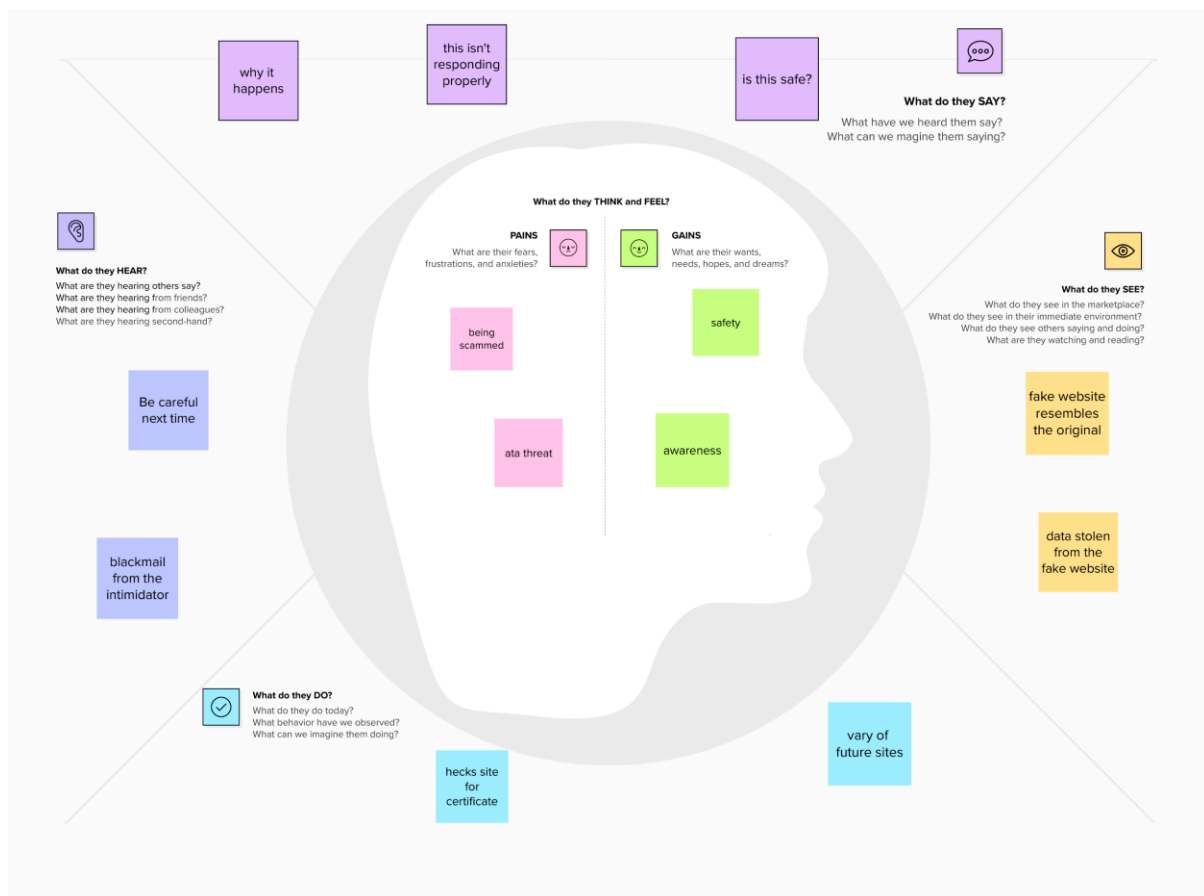 why it
happens
this isn't
responding
properly
is this safe?
What do they SAY?
What have we heard them say?
What can we magine them saying?
What do they THINK and FEEL?
PAINS
What are their fears,
frustrations, and anxieties?
GAINS
What are their wants,
needs, hopes, and dreams?
being
scammed
safety
ata threat
awareness
What do they HEAR?
What are they hearing others say?
What are they hearing from friends?
What are they hearing from colleagues?
What are they hearing second-hand?
Be careful
next time
blackmail
from the
intimidator
What do they SEE?
What do they see in the marketplace?
What do they see in their immediate environment?
What do they see others saying and doing?
What are they watching and reading?
fake website
resembles
the original
data stolen
from the
fake website
What do they DO?
What do they do today?
What behavior have we observed?
What can we imagine them doing?
hecks site
for
certificate
vary of
future sites